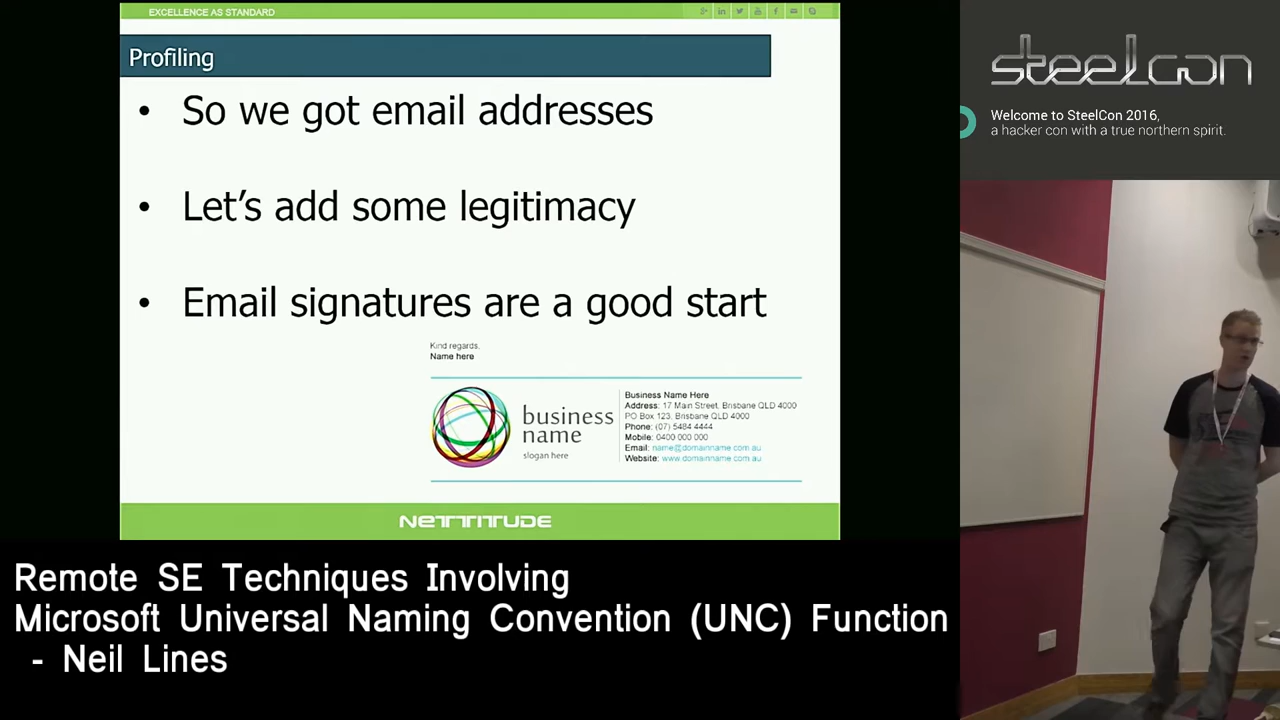 EXCELLENCE AS STANDARD
Profiling
• So we got email addresses
• Let's add some legitimacy
• Email signatures are a good start
Kind regards,
Name here
business
name
slogan here
Business Name Here
Address: 17 Main Street, Brisbane QLD 4000
PO Box 123, Brisbane QLD 4000
Phone: (07) 5484 4444
Mobile: 0400 000 000
Email: name@domainname.com.au
Website: www.domainname.com.au
NETTITUDE
steelcon
Welcome to SteelCon 2016,
a hacker con with a true northern spirit.
Remote SE Techniques Involving
Microsoft Universal Naming Convention (UNC) Function
- Neil Lines